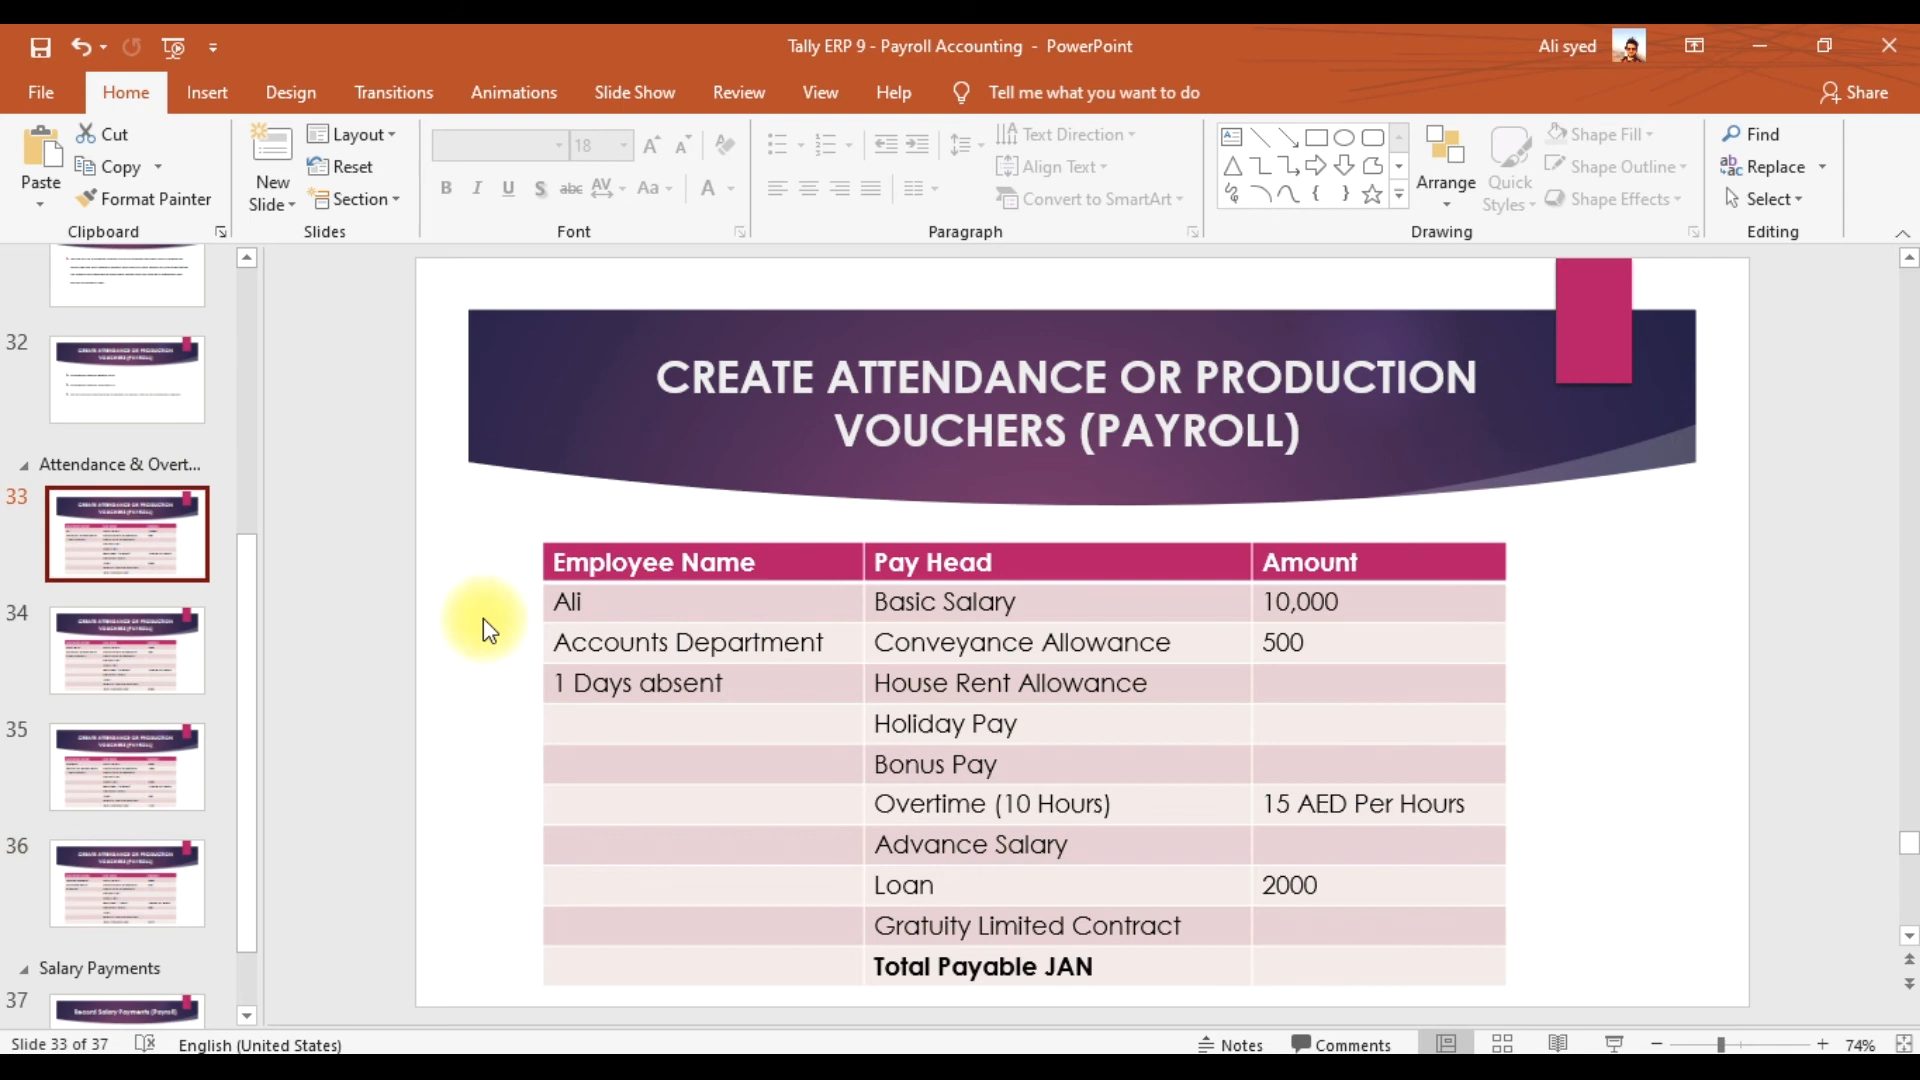 Tally ERP 9 - Payroll Accounting - PowerPoint
Ali syed
File Home Insert Design Transitions Animations Slide Show Review View Help Tell me what you want to do Share
Paste
Cut
Copy
Format Painter
Clipboard
New Slide
Layout
Reset
Section
Slides
18
Font
Text Direction
Align Text
Convert to SmartArt
Paragraph
Arrange
Quick Styles
Shape Fill
Shape Outline
Shape Effects
Drawing
Find
Replace
Select
Editing
32
Attendance & Overt...
33
34
35
36
Salary Payments
37
Record Salary Payments (Payroll)
CREATE ATTENDANCE OR PRODUCTION
VOUCHERS (PAYROLL)
Employee Name Pay Head Amount
Ali Basic Salary 10,000
Accounts Department Conveyance Allowance 500
1 Days absent House Rent Allowance
Holiday Pay
Bonus Pay
Overtime (10 Hours) 15 AED Per Hours
Advance Salary
Loan 2000
Gratuity Limited Contract
Total Payable JAN
Slide 33 of 37 English (United States) Notes Comments 74%